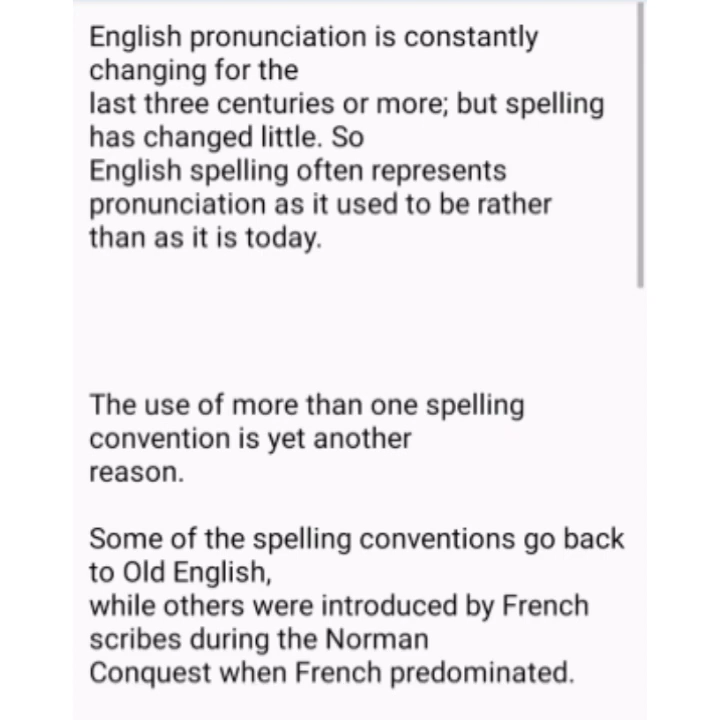 English pronunciation is constantly
changing for the
last three centuries or more; but spelling
has changed little. So
English spelling often represents
pronunciation as it used to be rather
than as it is today.
The use of more than one spelling
convention is yet another
reason.
Some of the spelling conventions go back
to Old English,
while others were introduced by French
scribes during the Norman
Conquest when French predominated.